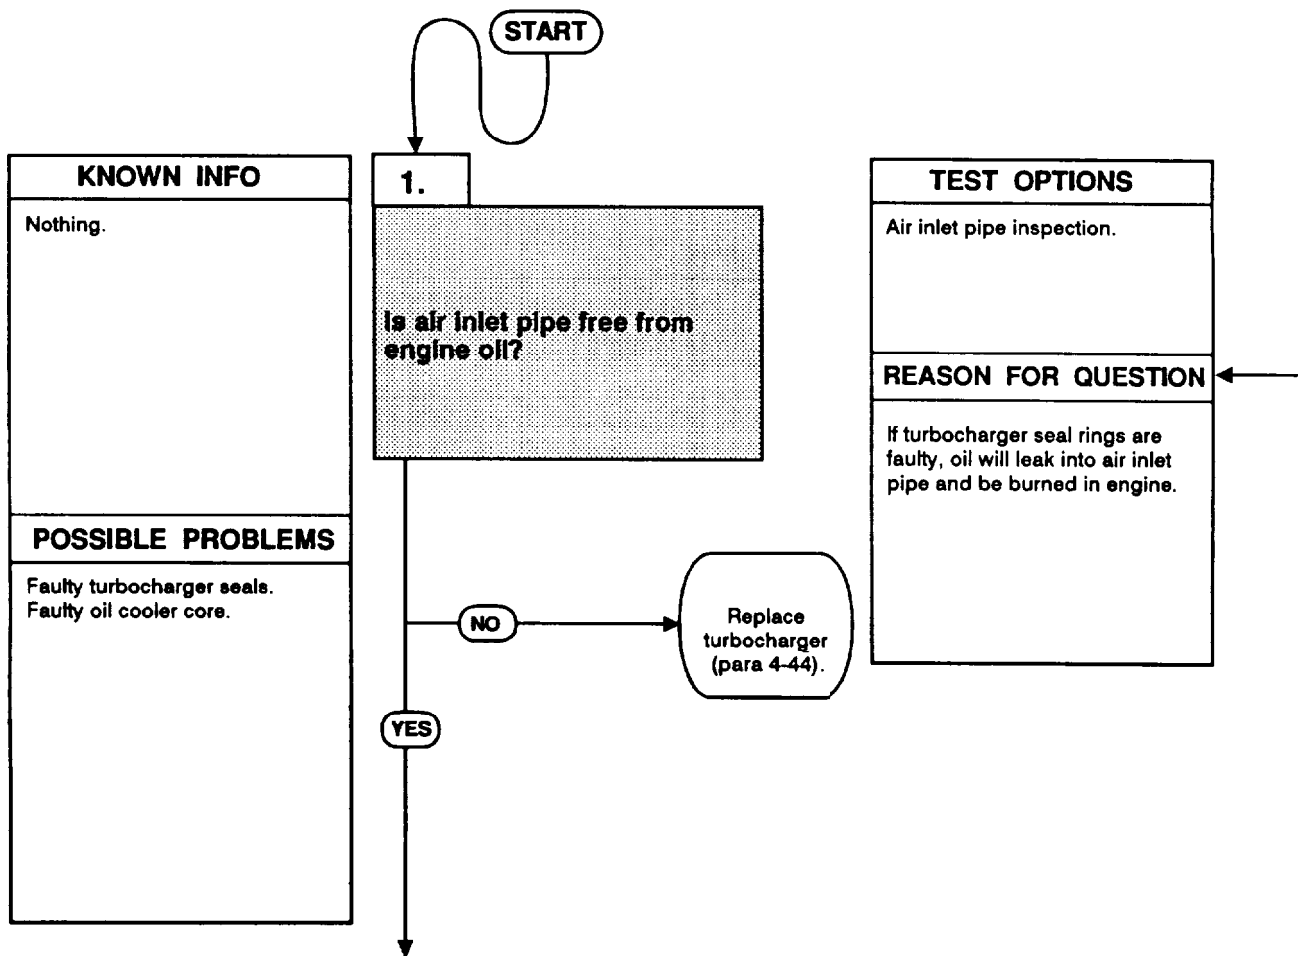 START
KNOWN INFO
Nothing.
POSSIBLE PROBLEMS
Faulty turbocharger seals.
Faulty oil cooler core.
1.
Is air inlet pipe free from
engine oil?
NO
Replace
turbocharger
(para 4-44).
YES
TEST OPTIONS
Air inlet pipe inspection.
REASON FOR QUESTION
If turbocharger seal rings are
faulty, oil will leak into air inlet
pipe and be burned in engine.